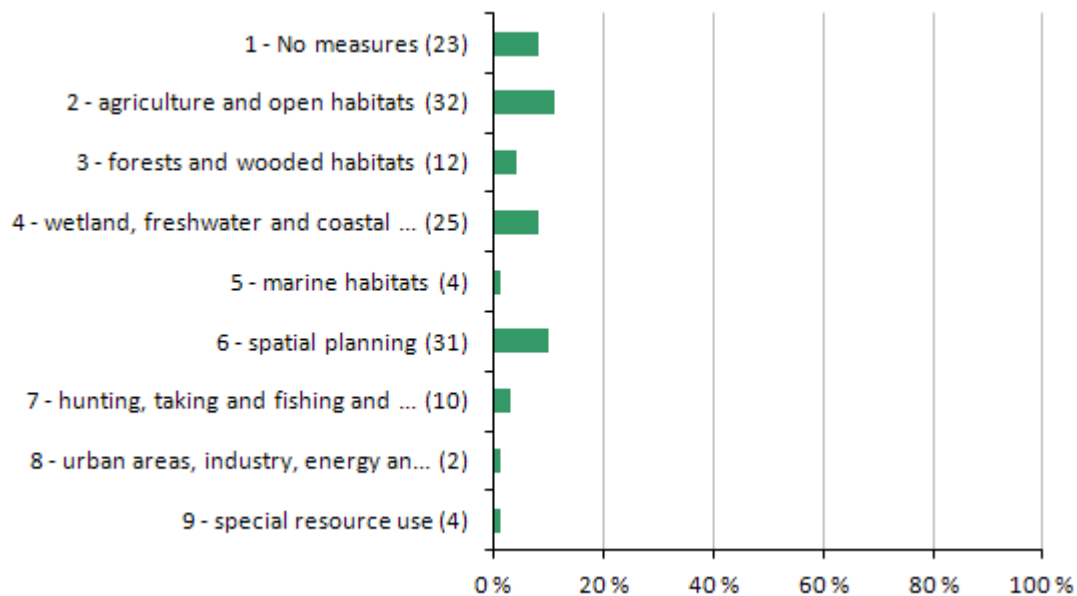 1 - No measures (23)
2 - agriculture and open habitats (32)
3 - forests and wooded habitats (12)
4 - wetland, freshwater and coastal ... (25)
5 - marine habitats (4)
6 - spatial planning (31)
7 - hunting, taking and fishing and ... (10)
8 - urban areas, industry, energy an... (2)
9 - special resource use (4)
0 % 20 % 40 % 60 % 80 % 100 %